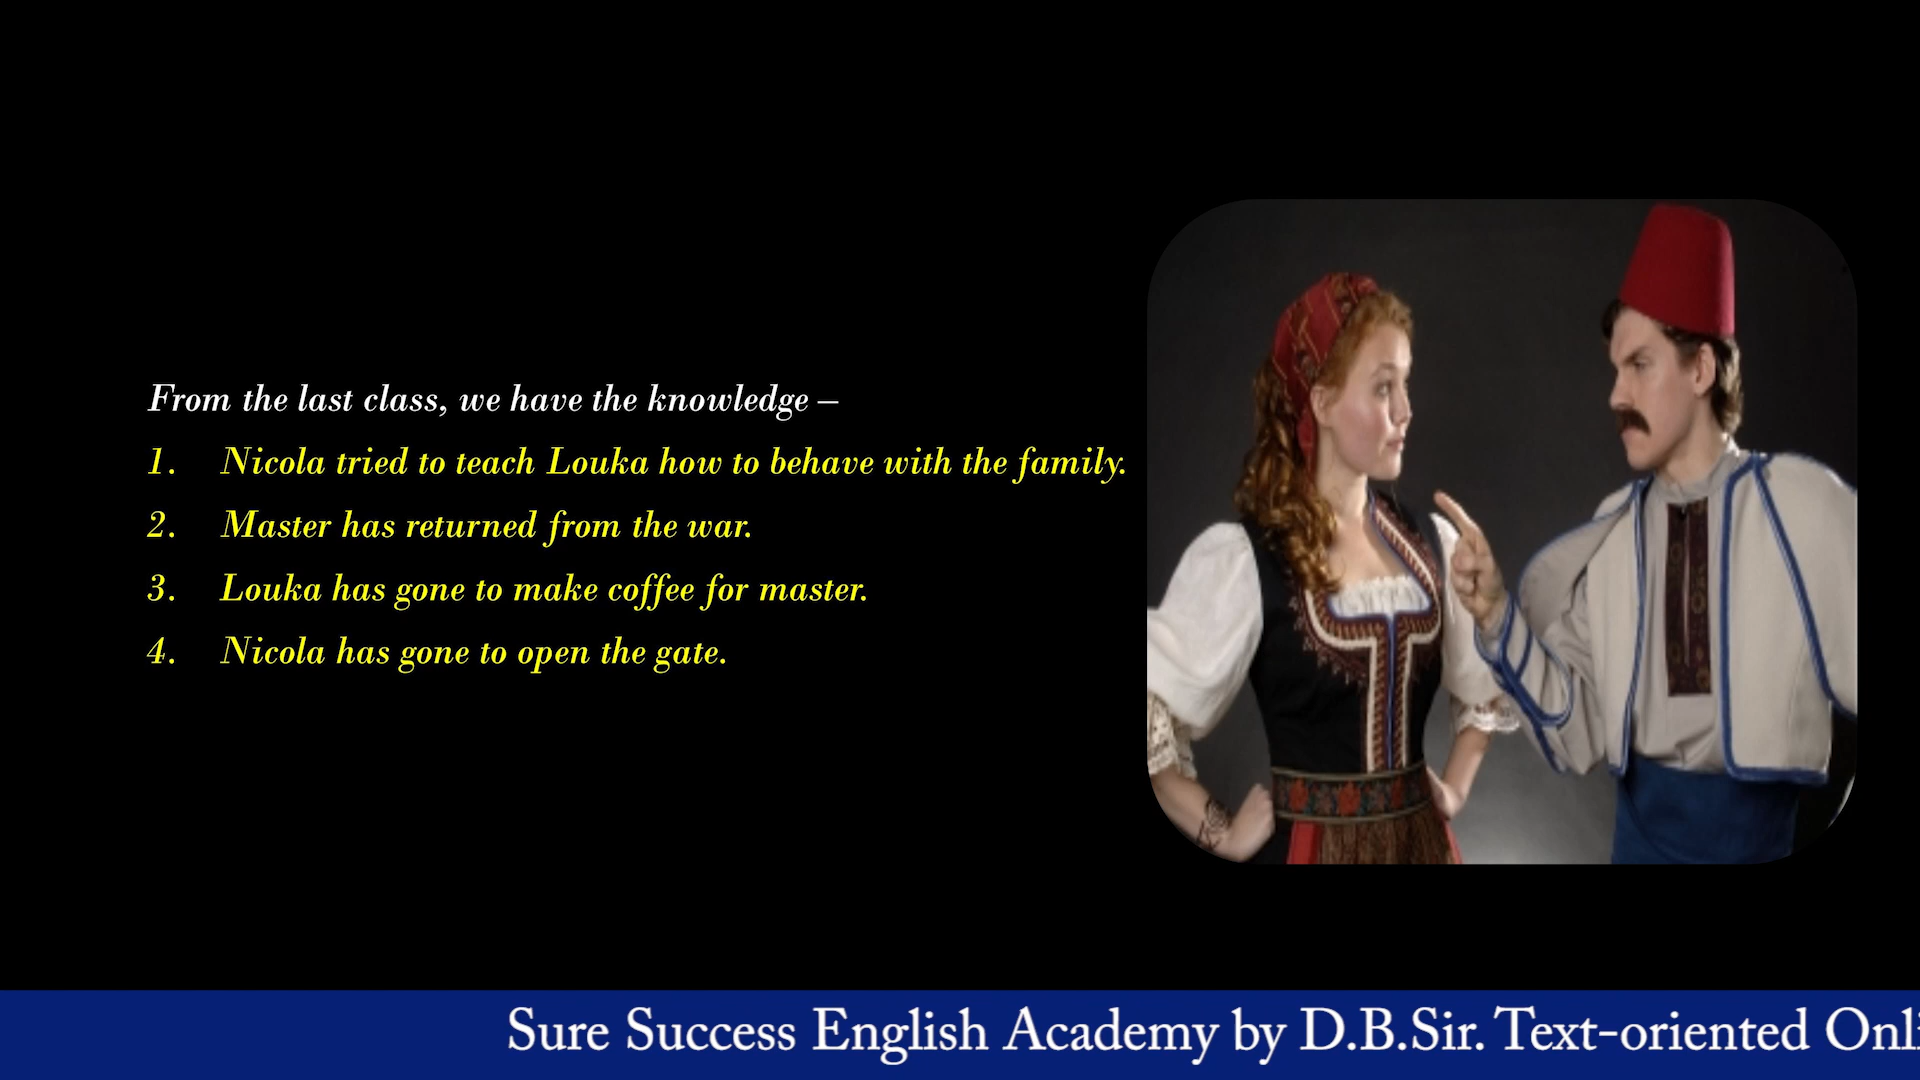 From the last class, we have the knowledge –
1. Nicola tried to teach Louka how to behave with the family.
2. Master has returned from the war.
3. Louka has gone to make coffee for master.
4. Nicola has gone to open the gate.
Sure Success English Academy by D.B.Sir. Text-oriented Onli